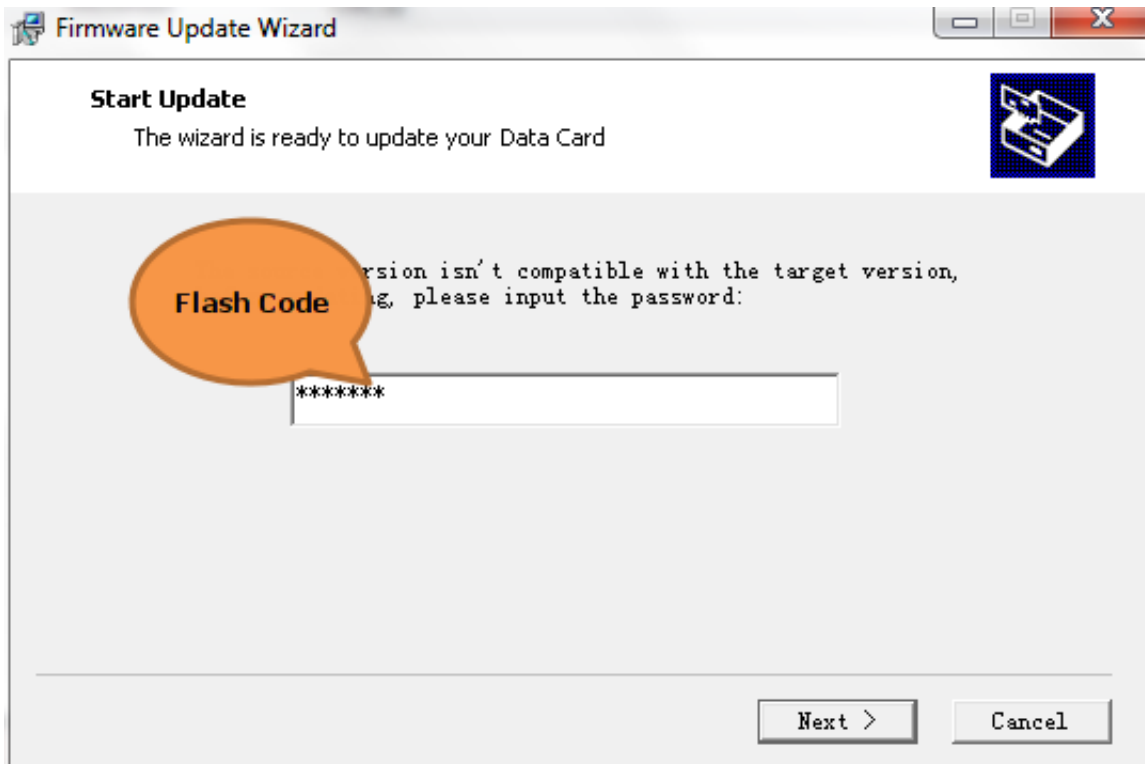 Firmware Update Wizard
Start Update
The wizard is ready to update your Data Card
isn't compatible with the target version,
please input the password:
Flash Code
*******
Next >
Cancel